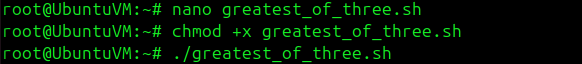 root@UbuntuVM:~# nano greatest_of_three.sh
root@UbuntuVM:~# chmod +x greatest_of_three.sh
root@UbuntuVM:~# ./greatest_of_three.sh